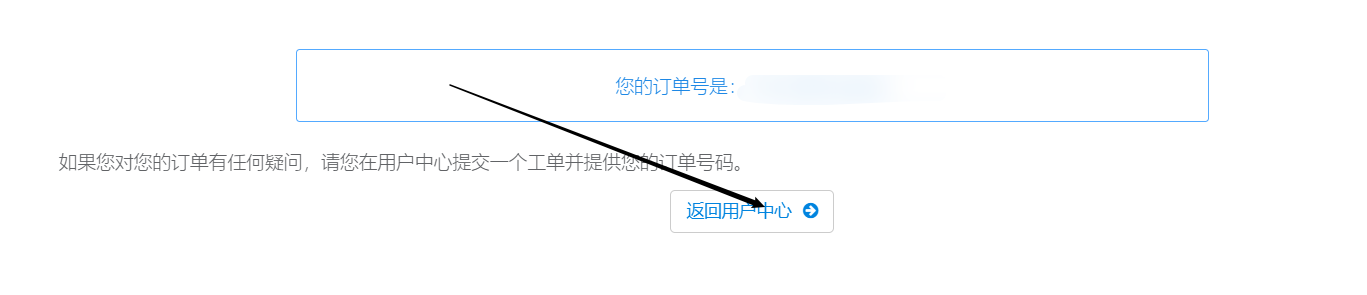 您的订单号是：
如果您对您的订单有任何疑问，请您在用户中心提交一个工单并提供您的订单号码。
返回用户中心